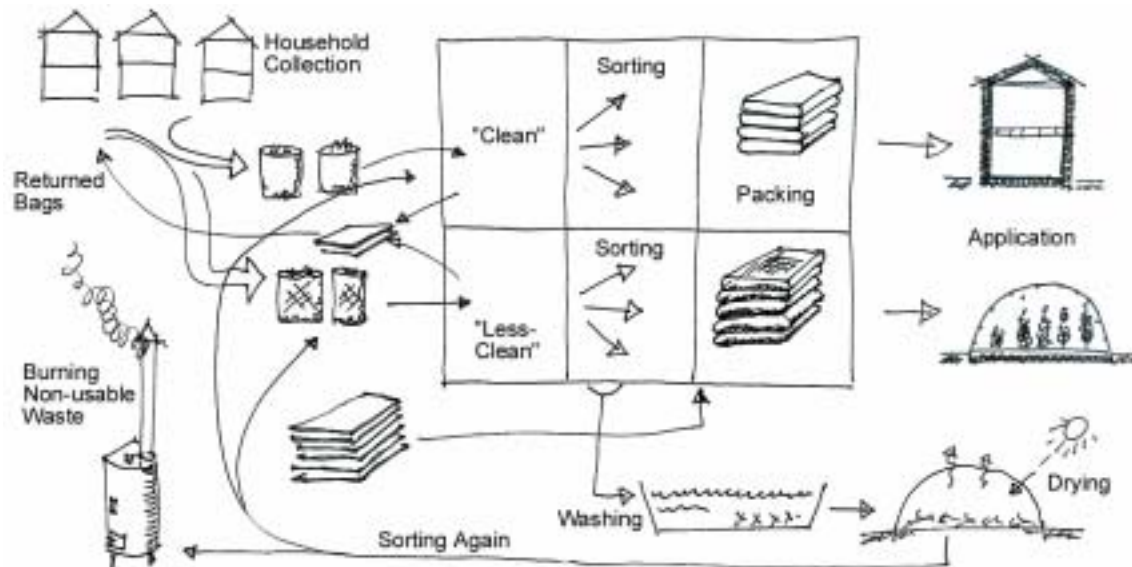 Household
Collection
Sorting
"Clean"
Packing
Returned
Bags
Application
Sorting
"Less-
Clean"
Burning
Non-usable
Waste
Drying
Washing
Sorting Again